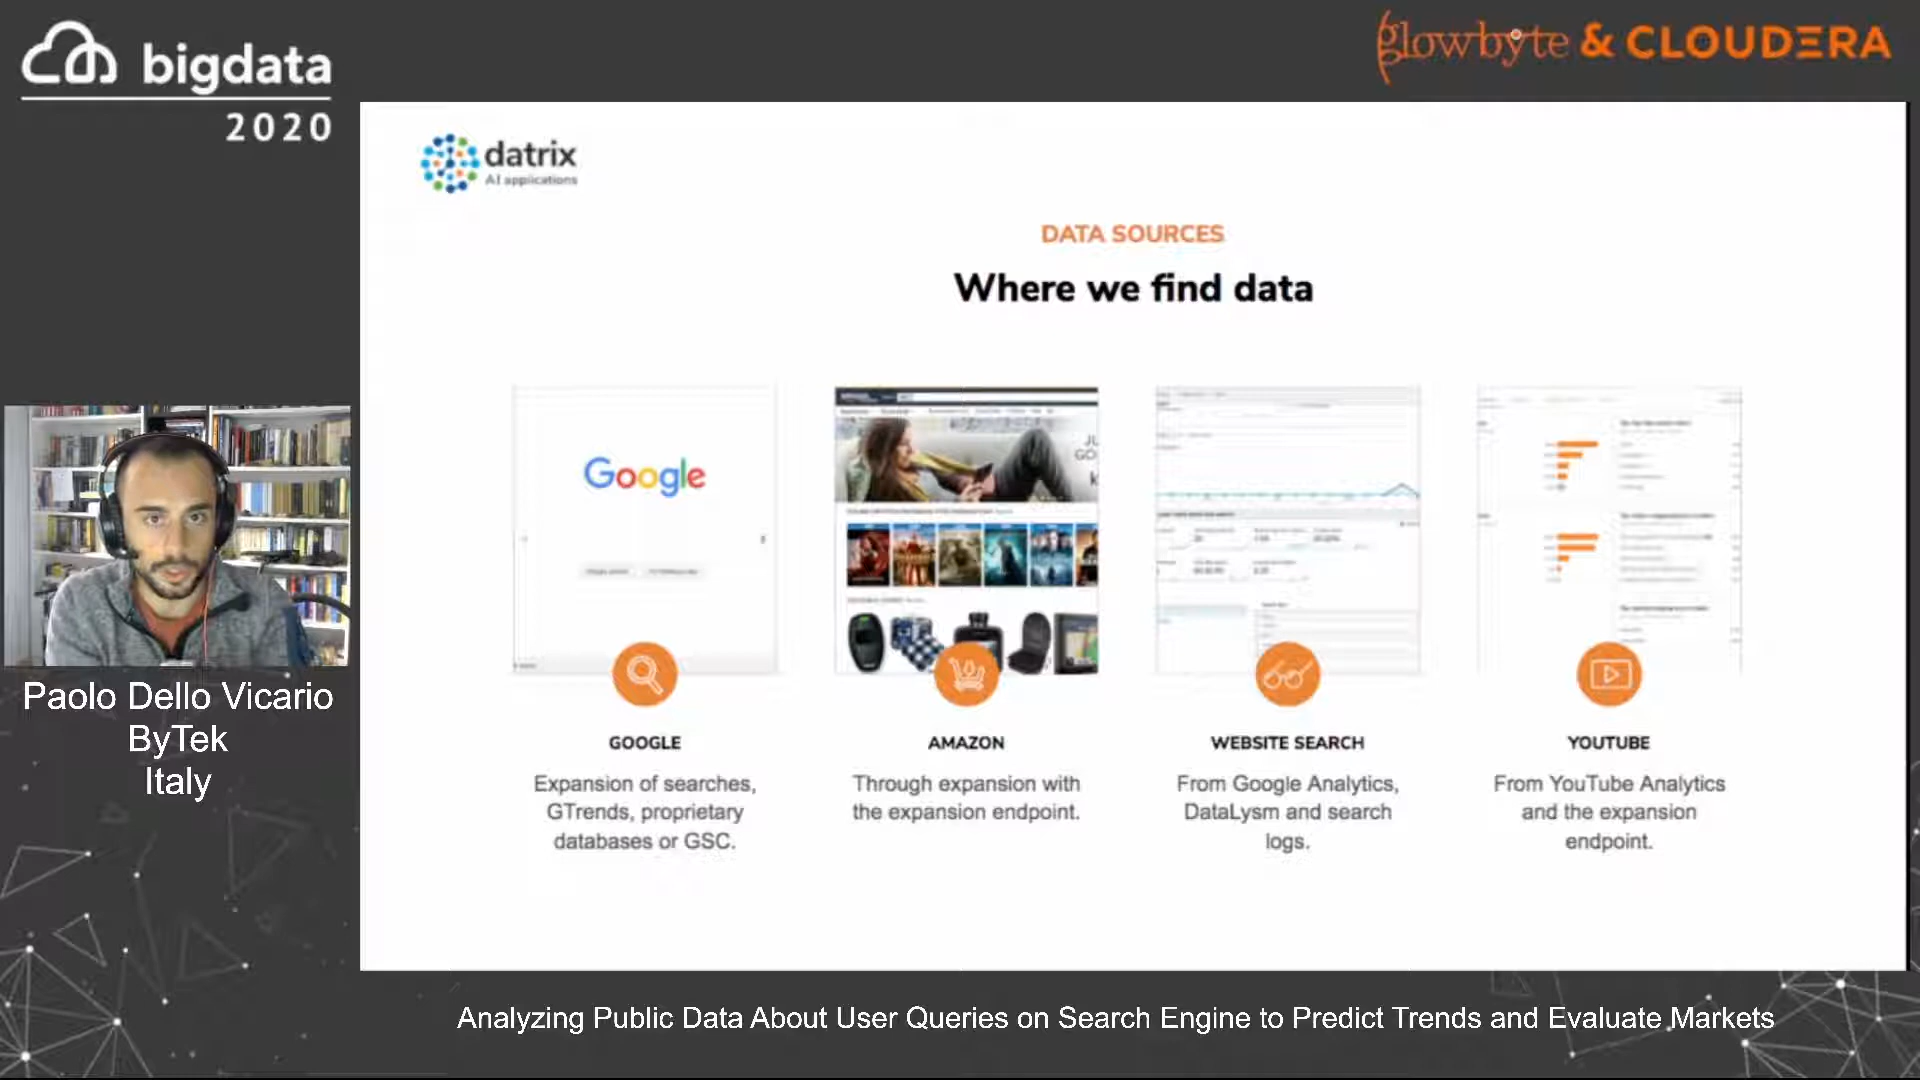 bigdata
2020
glowbyte & CLOUDERA
datrix
AI applications
DATA SOURCES
Where we find data
Google
GOOGLE
Expansion of searches,
GTrends, proprietary
databases or GSC.
AMAZON
Through expansion with
the expansion endpoint.
WEBSITE SEARCH
From Google Analytics,
DataLysm and search
logs.
YOUTUBE
From YouTube Analytics
and the expansion
endpoint.
Paolo Dello Vicario
ByTek
Italy
Analyzing Public Data About User Queries on Search Engine to Predict Trends and Evaluate Markets